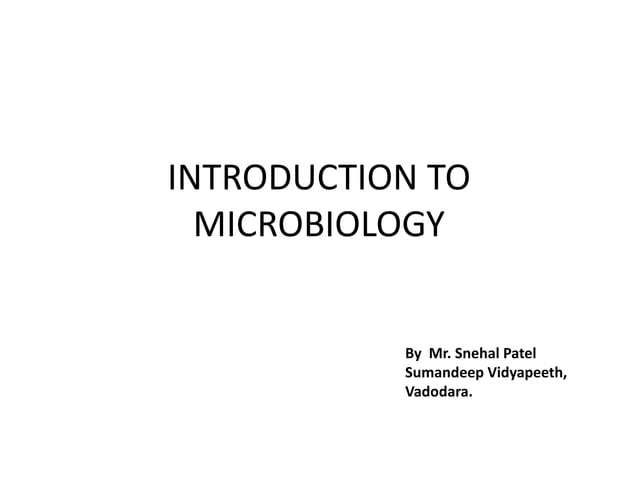 INTRODUCTION TO
MICROBIOLOGY
By  Mr. Snehal Patel
Sumandeep Vidyapeeth,
Vadodara.